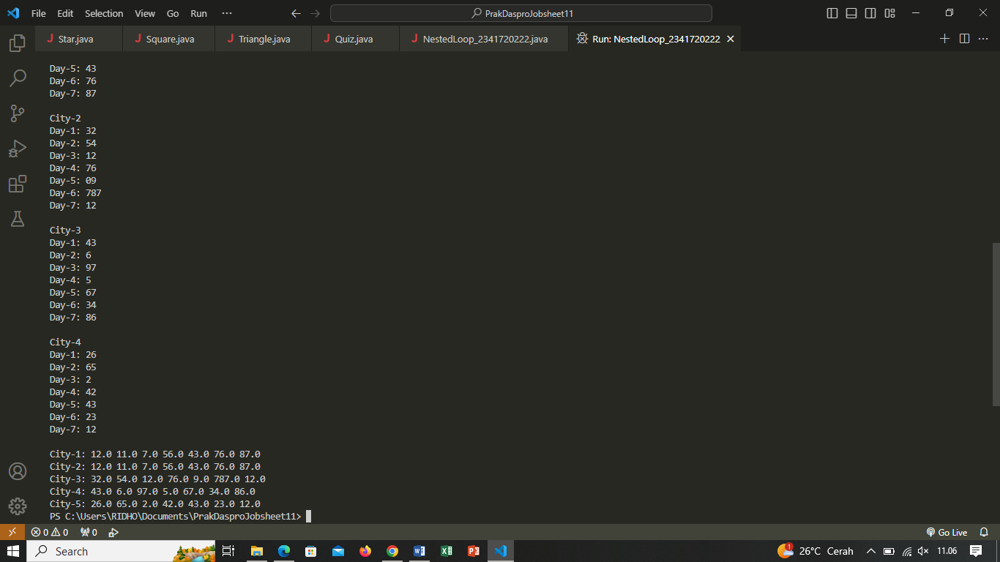 File Edit Selection View Go Run ··· PrakDasproJobsheet11
Star.java Square.java Triangle.java Quiz.java NestedLoop_2341720222.java Run: NestedLoop_2341720222
Day-5: 43
Day-6: 76
Day-7: 87
City-2
Day-1: 32
Day-2: 54
Day-3: 12
Day-4: 76
Day-5: 09
Day-6: 787
Day-7: 12
City-3
Day-1: 43
Day-2: 6
Day-3: 97
Day-4: 5
Day-5: 67
Day-6: 34
Day-7: 86
City-4
Day-1: 26
Day-2: 65
Day-3: 2
Day-4: 42
Day-5: 43
Day-6: 23
Day-7: 12
City-1: 12.0 11.0 7.0 56.0 43.0 76.0 87.0
City-2: 12.0 11.0 7.0 56.0 43.0 76.0 87.0
City-3: 32.0 54.0 12.0 76.0 9.0 787.0 12.0
City-4: 43.0 6.0 97.0 5.0 67.0 34.0 86.0
City-5: 26.0 65.0 2.0 42.0 43.0 23.0 12.0
PS C:\Users\RIDHO\Documents\PrakDasproJobsheet11>
0 0 0 Go Live
Search 1 26°C Cerah 11.06